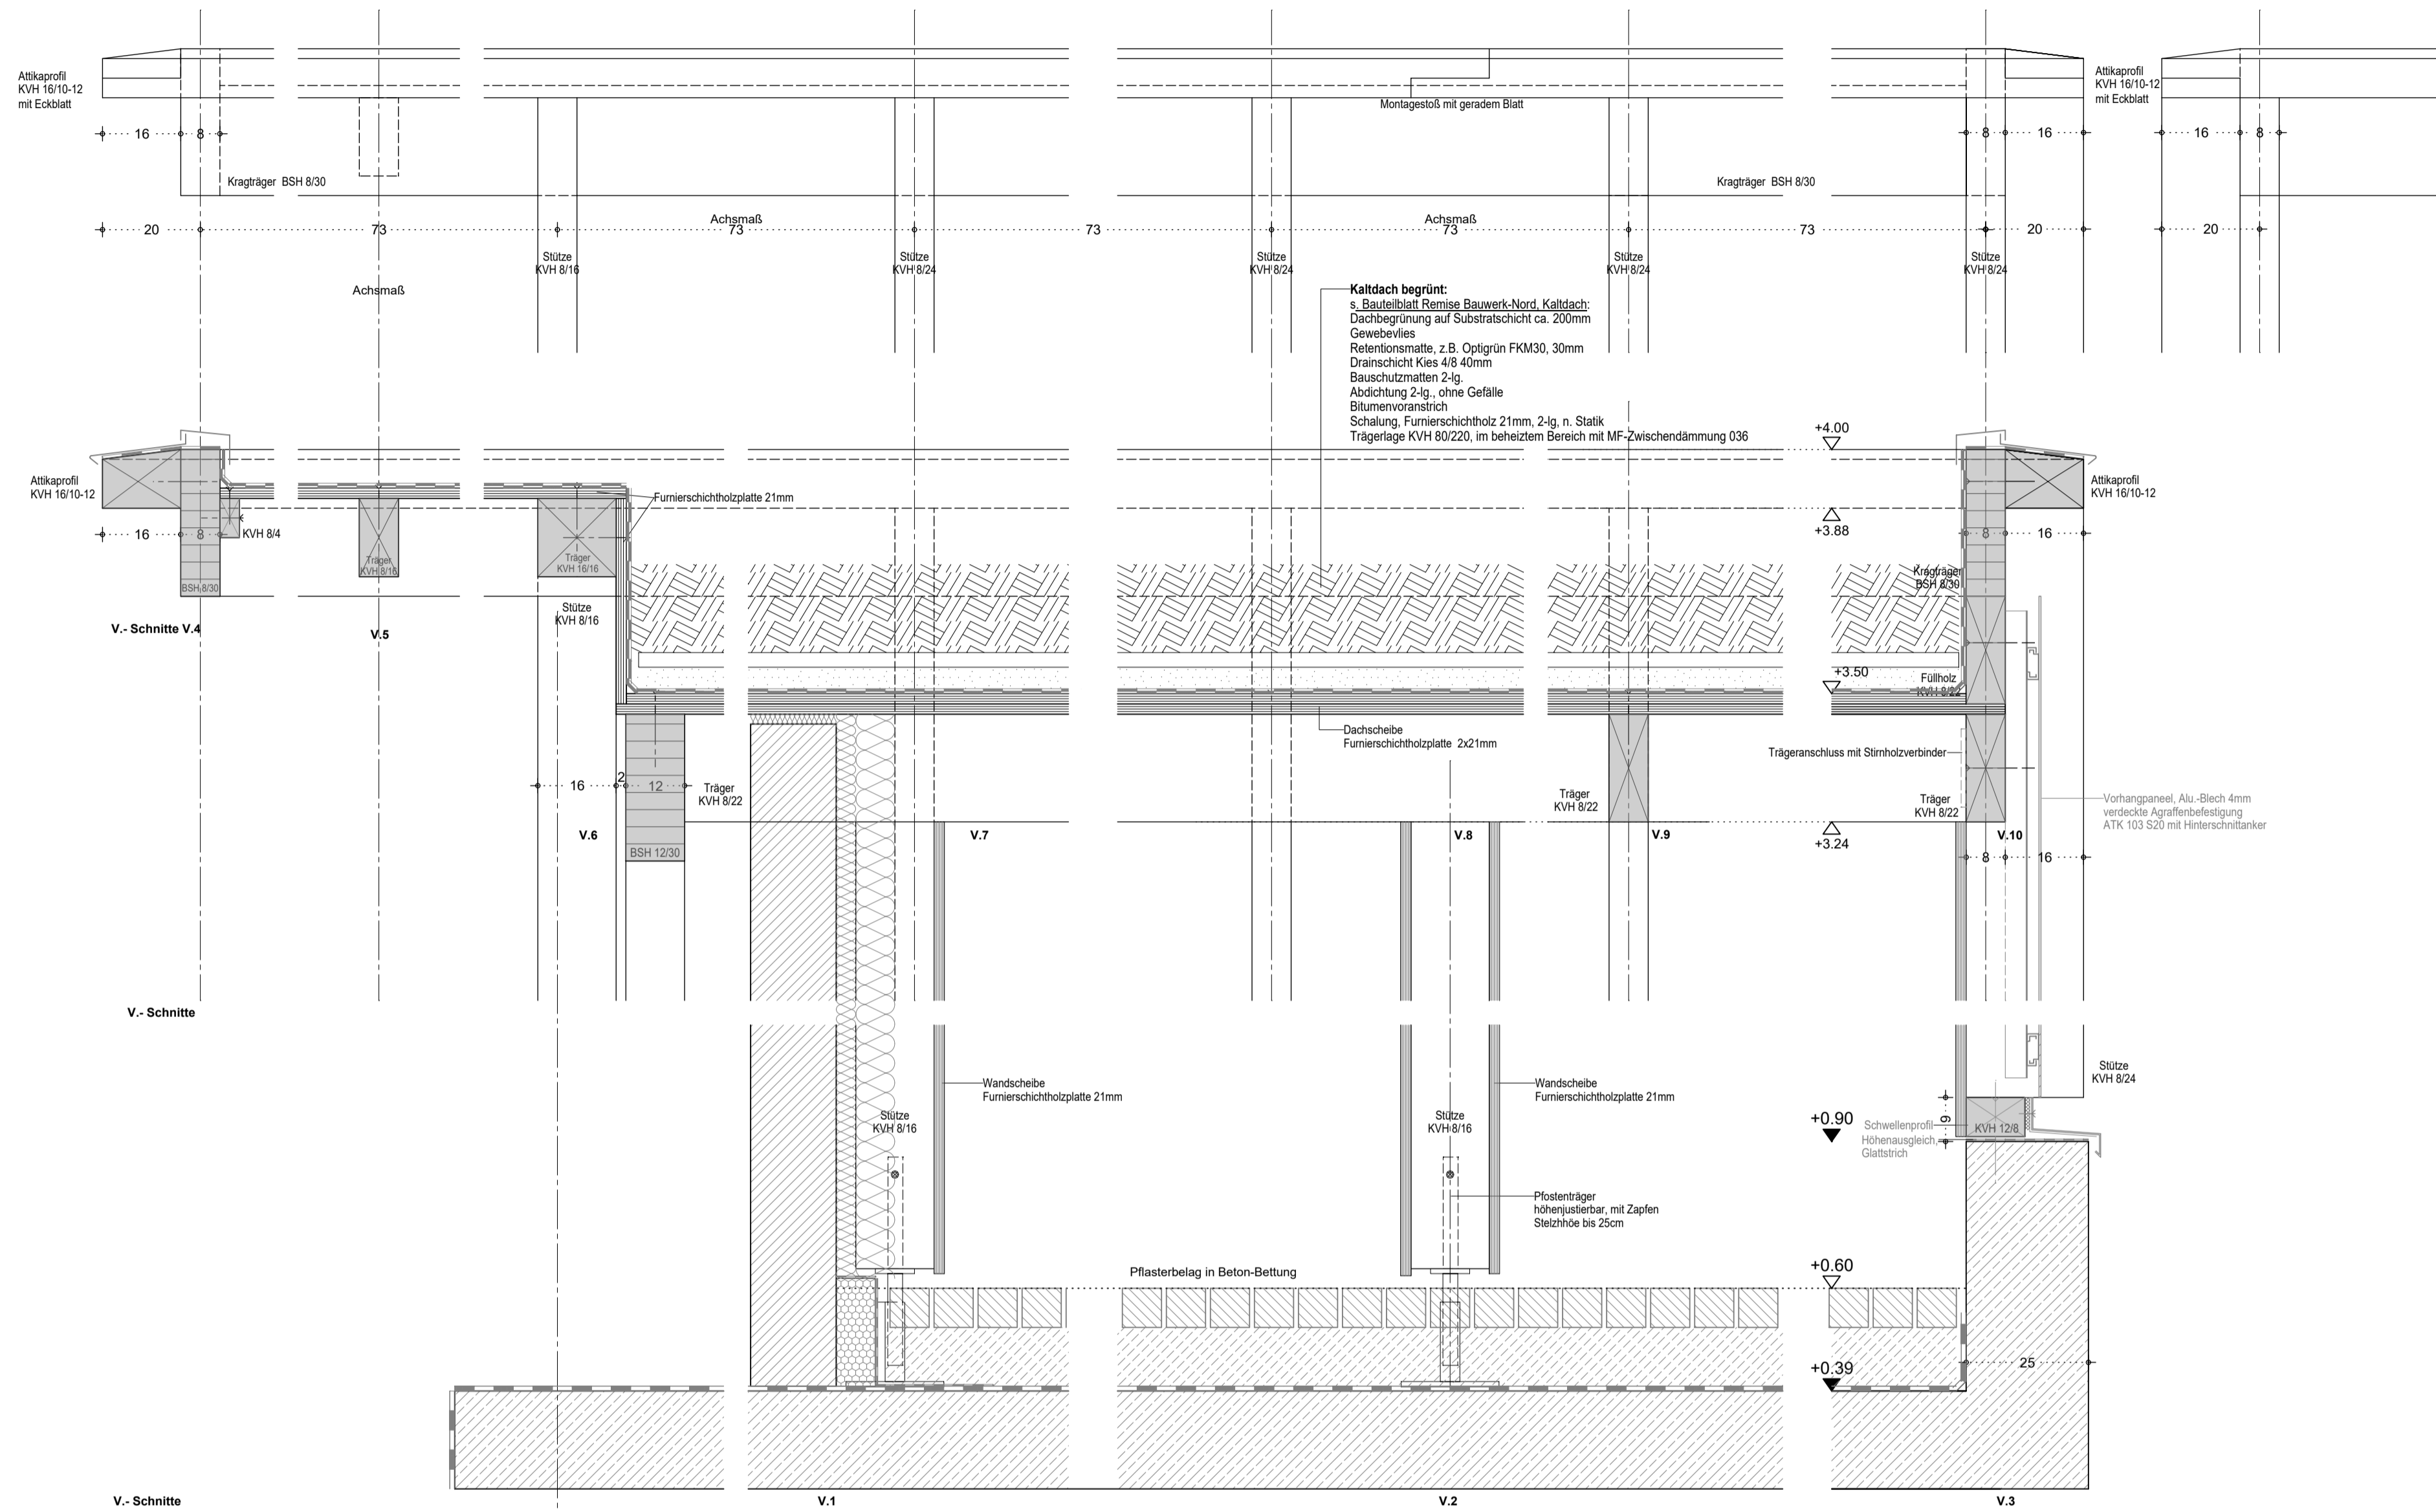 Attikaprofil
KVH 16/10-12
mit Eckblatt
Attikaprofil
KVH 16/10-12
mit Eckblatt
Montagestoß mit geradem Blatt
16
8
8
16
16
8
Kragträger BSH 8/30
Kragträger BSH 8/30
20
73
Achsmaß
73
73
Achsmaß
73
73
20
20
Stütze
KVH 8/16
Stütze
KVH 8/24
Stütze
KVH 8/24
Stütze
KVH 8/24
Stütze
KVH 8/24
Achsmaß
Kaltdach begrünt:
s. Bauteilblatt Remise Bauwerk-Nord, Kaltdach:
Dachbegrünung auf Substratschicht ca. 200mm
Gewebevlies
Retentionsmatte, z.B. Optigrün FKM30, 30mm
Drainschicht Kies 4/8 40mm
Bauschutzmatten 2-lg.
Abdichtung 2-lg., ohne Gefälle
Bitumenvoranstrich
Schalung, Furnierschichtholz 21mm, 2-lg, n. Statik
Trägerlage KVH 80/220, im beheiztem Bereich mit MF-Zwischendämmung 036
+4.00
Attikaprofil
KVH 16/10-12
Furnierschichtholzplatte 21mm
Attikaprofil
KVH 16/10-12
+3.88
16
8
KVH 8/4
8
16
Träger
KVH 8/16
Träger
KVH 16/16
BSH 8/30
Kragträger
BSH 8/30
Stütze
KVH 8/16
V.- Schnitte V.4
V.5
+3.50
Füllholz
KVH 8/22
Dachscheibe
Furnierschichtholzplatte 2x21mm
Trägeranschluss mit Stirnholzverbinder
16
2
12
Träger
KVH 8/22
Träger
KVH 8/22
Träger
KVH 8/22
Vorhangpaneel, Alu.-Blech 4mm
verdeckte Agraffenbefestigung
ATK 103 S20 mit Hinterschnittanker
V.6
V.7
V.8
V.9
V.10
+3.24
BSH 12/30
8
16
V.- Schnitte
Wandscheibe
Furnierschichtholzplatte 21mm
Wandscheibe
Furnierschichtholzplatte 21mm
Stütze
KVH 8/24
Stütze
KVH 8/16
Stütze
KVH 8/16
+0.90
9
Schwellenprofil
KVH 12/8
Höhenausgleich,
Glattstrich
Pfostenträger
höhenjustierbar, mit Zapfen
Stelzhhöe bis 25cm
Pflasterbelag in Beton-Bettung
+0.60
+0.39
25
V.- Schnitte
V.1
V.2
V.3